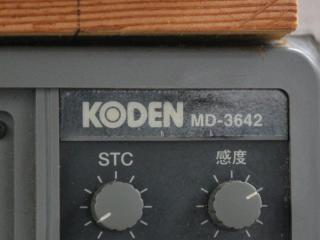 KODEN MD-3642
STC 感度